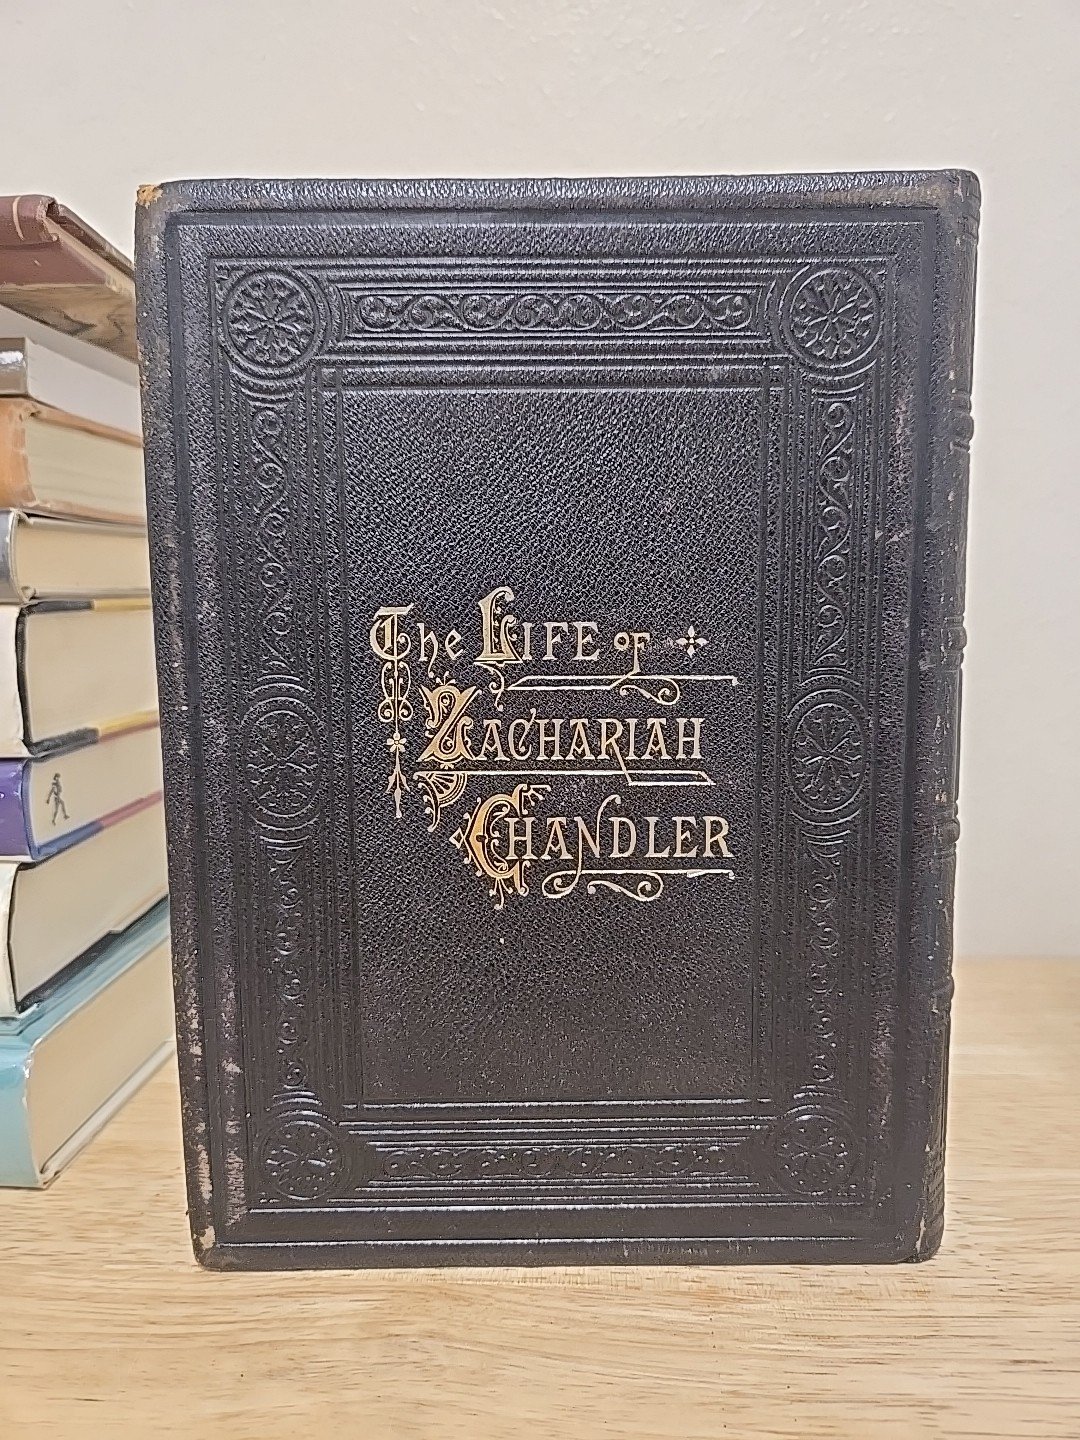 The Life of
Zachariah
Chandler